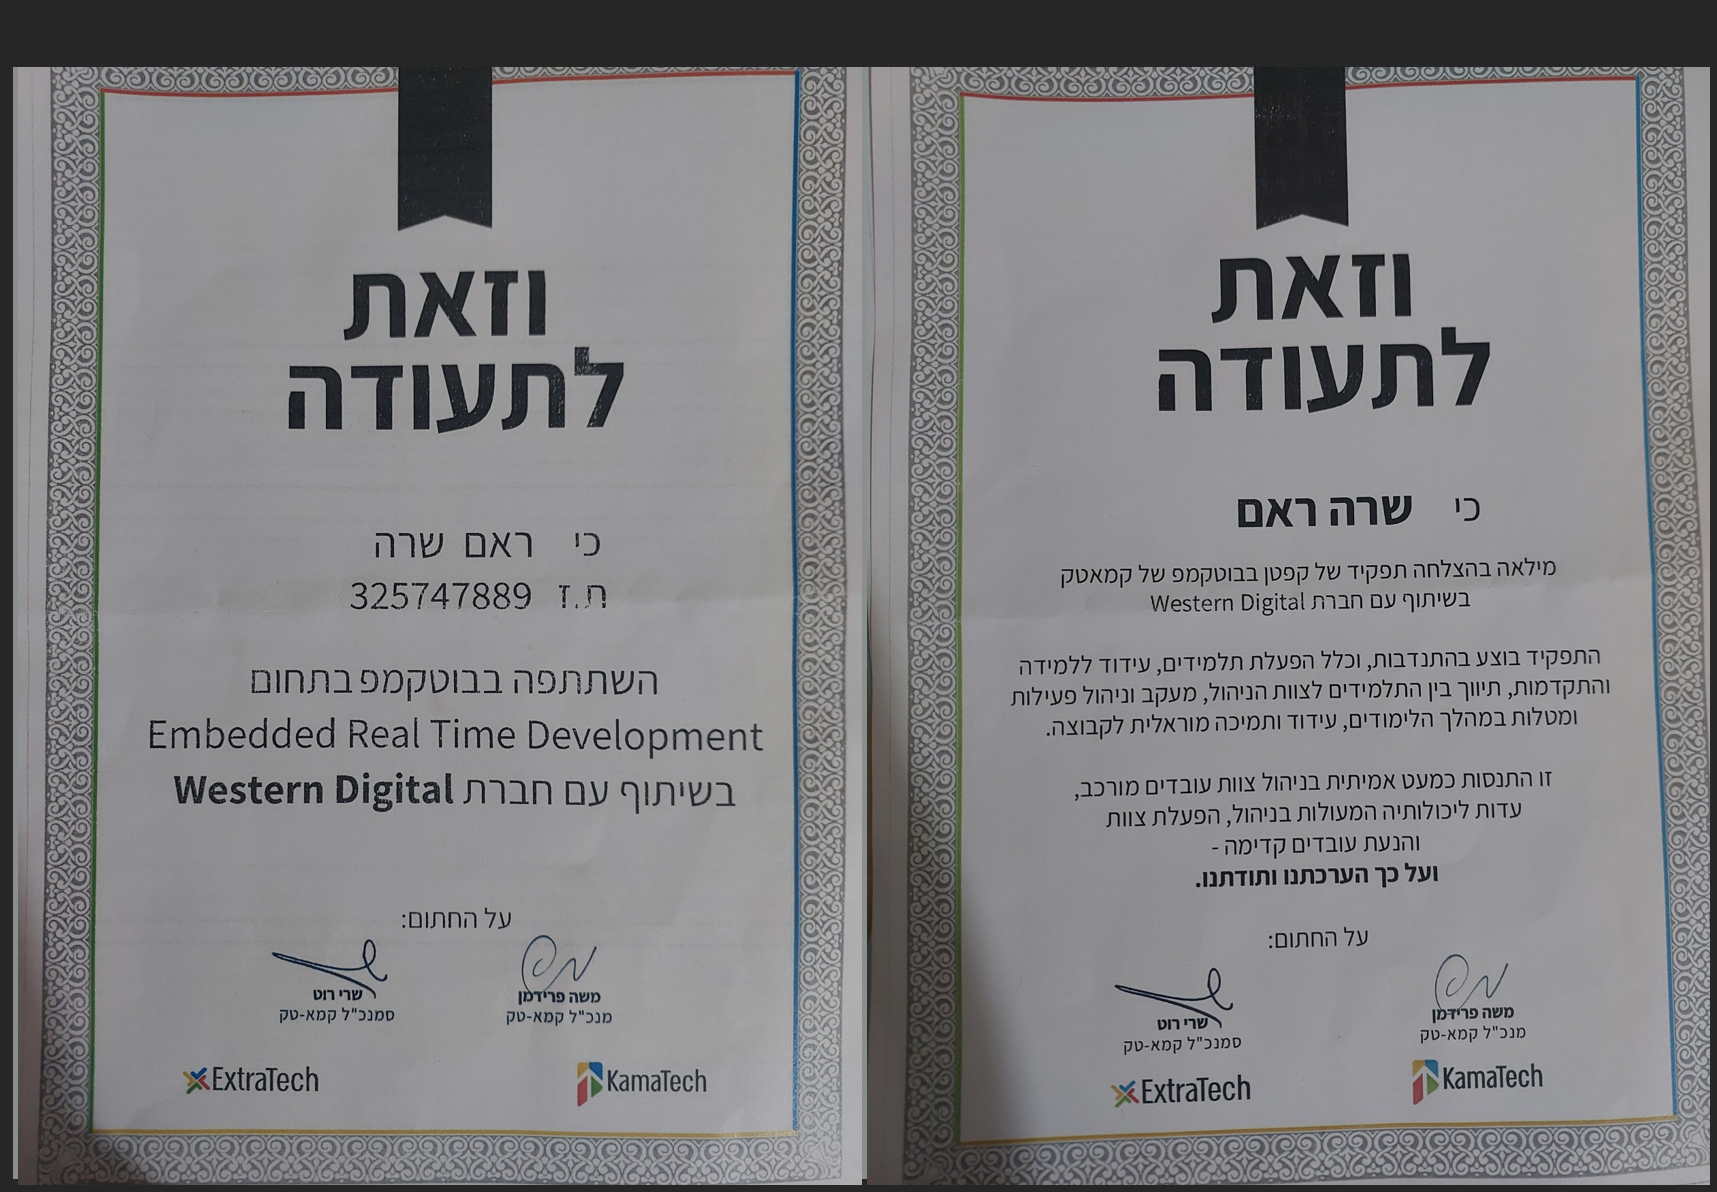 וזאת
לתעודה
כי ראם שרה
ת.ז 325747889
השתתפה בבוטקמפ בתחום
Embedded Real Time Development
בשיתוף עם חברת Western Digital
על החתום:
משה פרידמן
מנכ"ל קמא-טק
שרי רוט
סמנכ"ל קמא-טק
ExtraTech
KamaTech
וזאת
לתעודה
כי שרה ראם
מילאה בהצלחה תפקיד של קפטן בבוטקמפ של קמאטק
בשיתוף עם חברת Western Digital
התפקיד בוצע בהתנדבות, וכלל הפעלת תלמידים, עידוד ללמידה
והתקדמות, תיווך בין התלמידים לצוות הניהול, מעקב וניהול פעילות
ומטלות במהלך הלימודים, עידוד ותמיכה מוראלית לקבוצה.
זו התנסות כמעט אמיתית בניהול צוות עובדים מורכב,
עדות ליכולותיה המעולות בניהול, הפעלת צוות
והנעת עובדים קדימה -
ועל כך הערכתנו ותודתנו.
על החתום:
משה פרידמן
מנכ"ל קמא-טק
שרי רוט
סמנכ"ל קמא-טק
ExtraTech
KamaTech